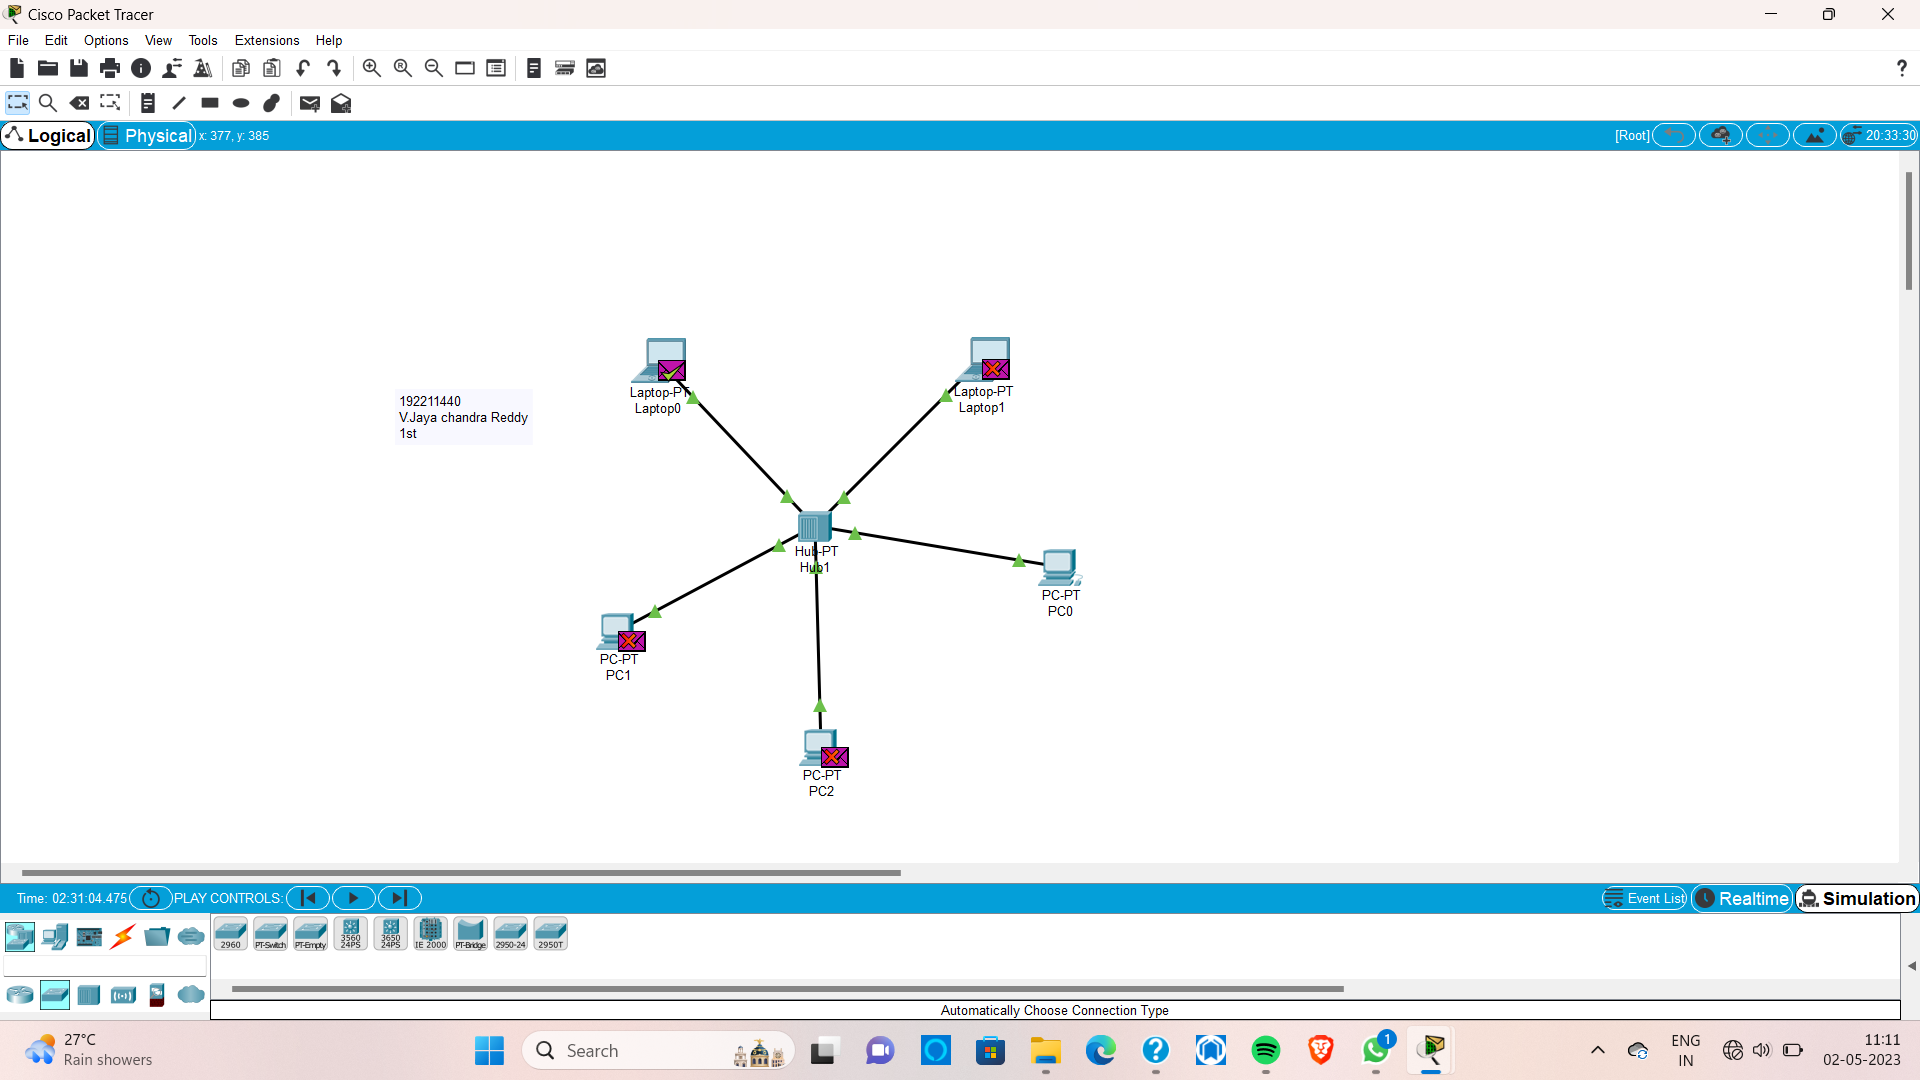 Cisco Packet Tracer
File Edit Options View Tools Extensions Help
?
Logical Physical x: 377, y: 385 [Root] 20:33:30
Laptop-PT
Laptop0
Laptop-PT
Laptop1
192211440
V.Jaya chandra Reddy
1st
Hub-PT
Hub1
PC-PT
PC0
PC-PT
PC1
PC-PT
PC2
Time: 02:31:04.475 PLAY CONTROLS: Event List Realtime Simulation
2960 PT-Switch PT-Empty 3560 24PS 3650 24PS IE 2000 PT-Bridge 2950-24 2950T
Automatically Choose Connection Type
27°C
Rain showers
Search
1
ENG
IN
11:11
02-05-2023